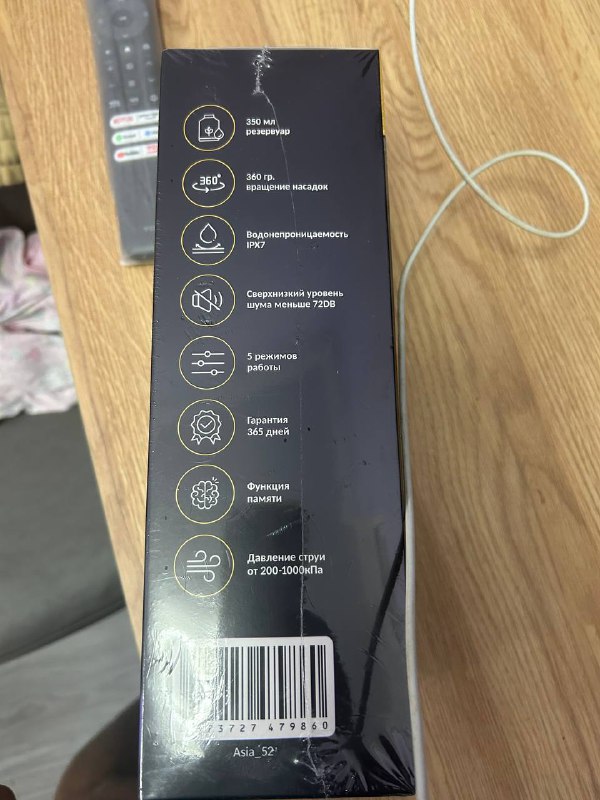 350 мл
резервуар
360°
360 гр.
вращение насадок
Водонепроницаемость
IPX7
Сверхнизкий уровень
шума меньше 72DB
5 режимов
работы
Гарантия
365 дней
Функция
памяти
Давление струи
от 200-1000кПа
73727 479860
Asia_52